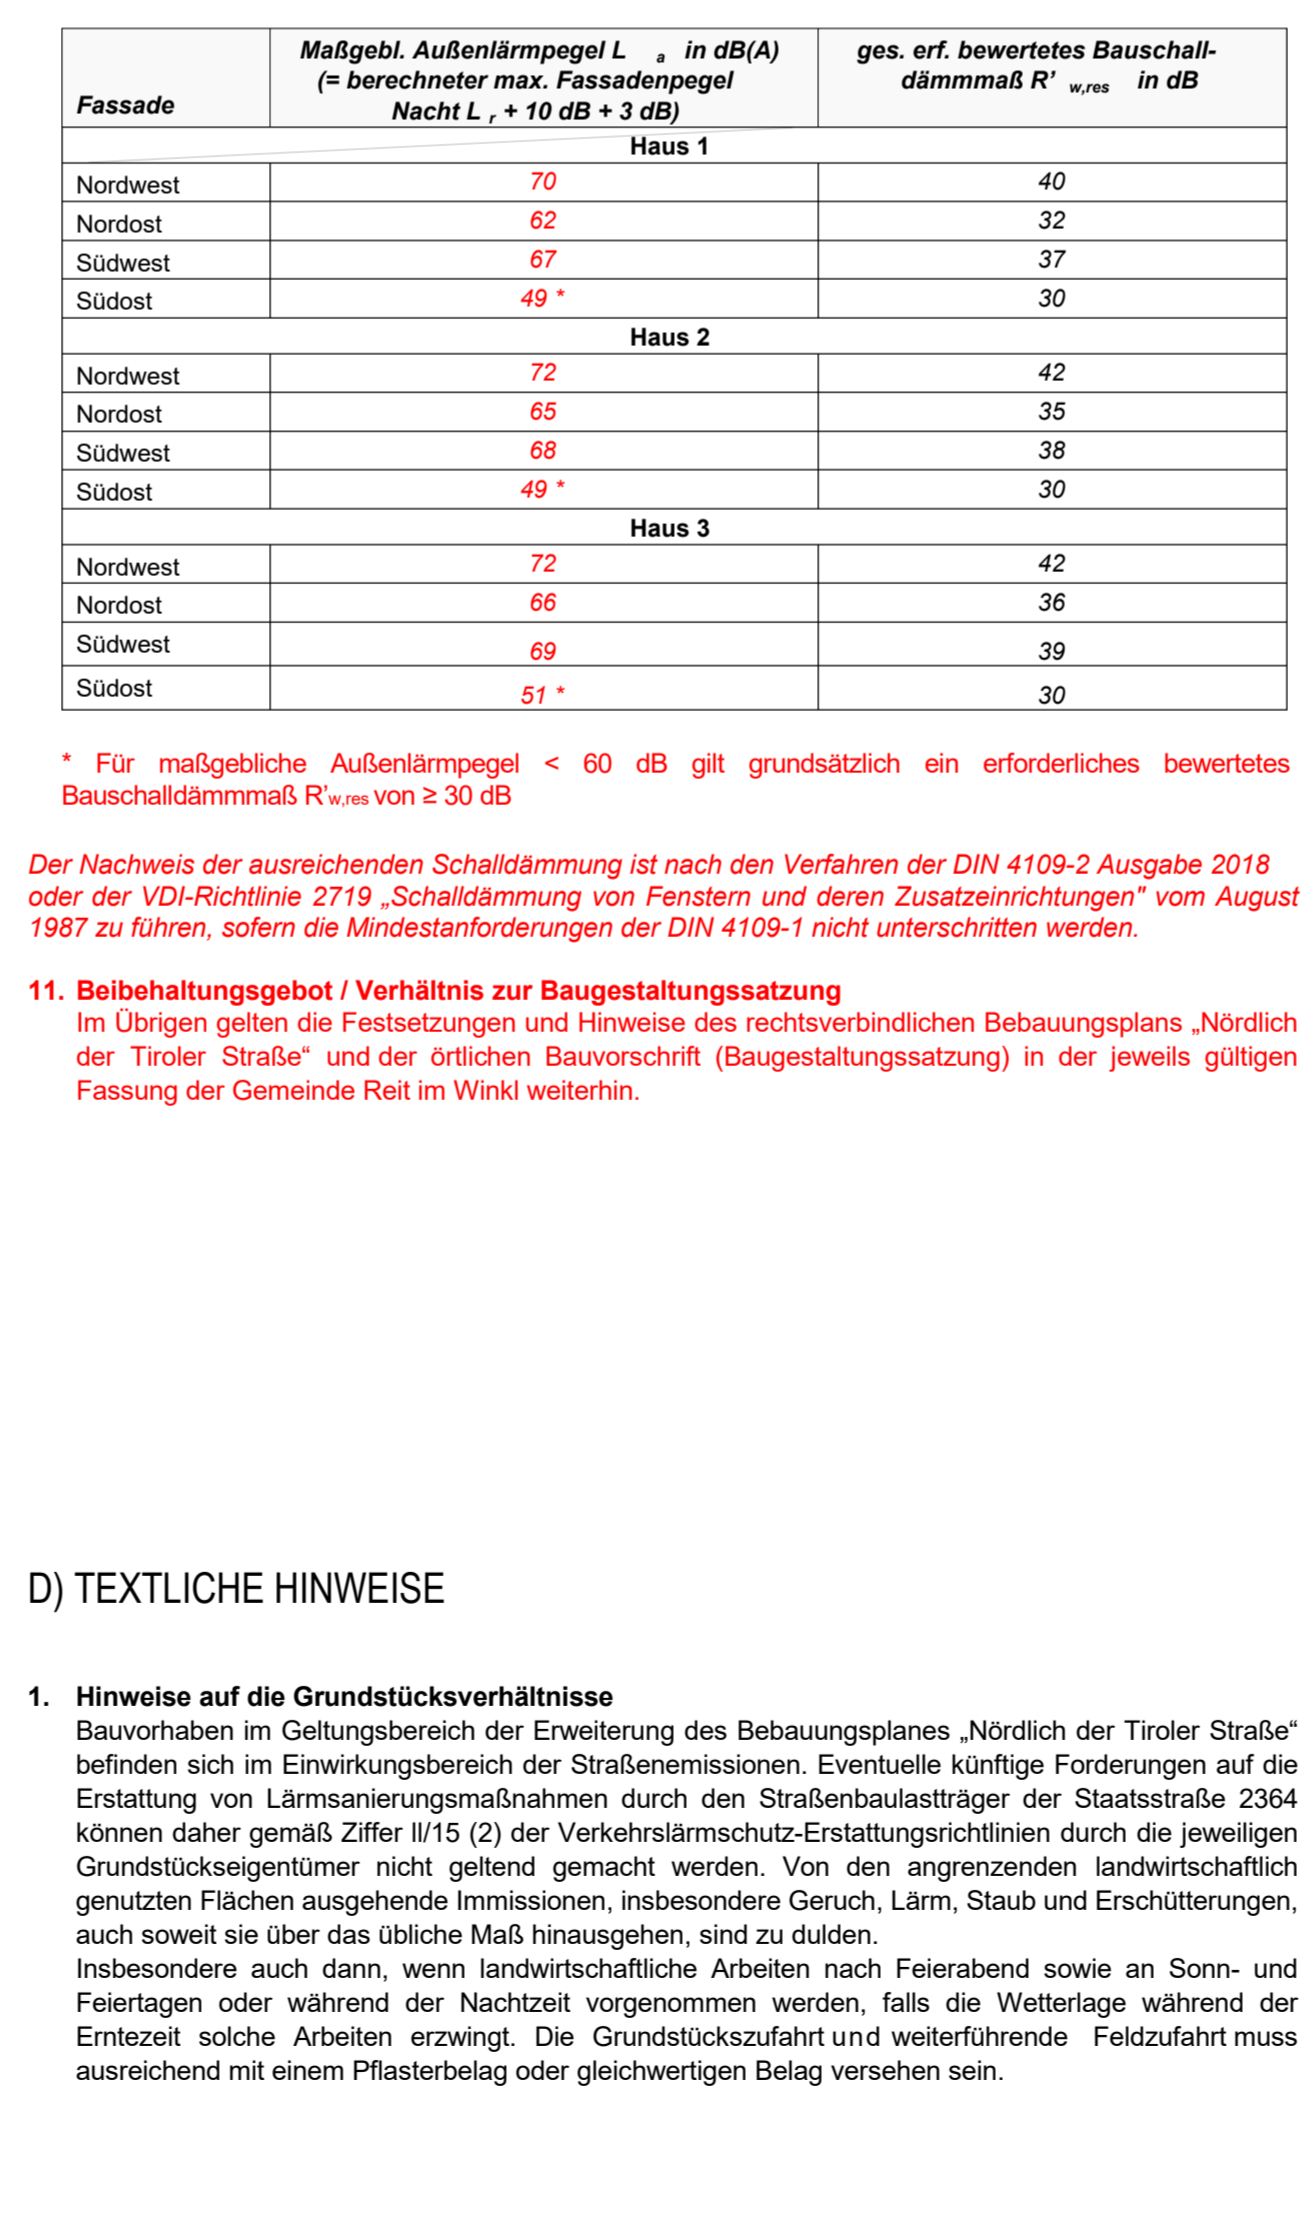 Fassade
Maßgebl. Außenlärmpegel L a in dB(A)
(= berechneter max. Fassadenpegel
Nacht L r + 10 dB + 3 dB)
ges. erf. bewertetes Bauschall-
dämmmaß R’ w,res in dB
Haus 1
Nordwest 70 40
Nordost 62 32
Südwest 67 37
Südost 49 * 30
Haus 2
Nordwest 72 42
Nordost 65 35
Südwest 68 38
Südost 49 * 30
Haus 3
Nordwest 72 42
Nordost 66 36
Südwest 69 39
Südost 51 * 30
* Für maßgebliche Außenlärmpegel < 60 dB gilt grundsätzlich ein erforderliches bewertetes
Bauschalldämmmaß R’w,res von ≥ 30 dB
Der Nachweis der ausreichenden Schalldämmung ist nach den Verfahren der DIN 4109-2 Ausgabe 2018
oder der VDI-Richtlinie 2719 „Schalldämmung von Fenstern und deren Zusatzeinrichtungen" vom August
1987 zu führen, sofern die Mindestanforderungen der DIN 4109-1 nicht unterschritten werden.
11. Beibehaltungsgebot / Verhältnis zur Baugestaltungssatzung
Im Übrigen gelten die Festsetzungen und Hinweise des rechtsverbindlichen Bebauungsplans „Nördlich
der Tiroler Straße“ und der örtlichen Bauvorschrift (Baugestaltungssatzung) in der jeweils gültigen
Fassung der Gemeinde Reit im Winkl weiterhin.
D) TEXTLICHE HINWEISE
1. Hinweise auf die Grundstücksverhältnisse
Bauvorhaben im Geltungsbereich der Erweiterung des Bebauungsplanes „Nördlich der Tiroler Straße“
befinden sich im Einwirkungsbereich der Straßenemissionen. Eventuelle künftige Forderungen auf die
Erstattung von Lärmsanierungsmaßnahmen durch den Straßenbaulastträger der Staatsstraße 2364
können daher gemäß Ziffer ll/15 (2) der Verkehrslärmschutz-Erstattungsrichtlinien durch die jeweiligen
Grundstückseigentümer nicht geltend gemacht werden. Von den angrenzenden landwirtschaftlich
genutzten Flächen ausgehende Immissionen, insbesondere Geruch, Lärm, Staub und Erschütterungen,
auch soweit sie über das übliche Maß hinausgehen, sind zu dulden.
Insbesondere auch dann, wenn landwirtschaftliche Arbeiten nach Feierabend sowie an Sonn- und
Feiertagen oder während der Nachtzeit vorgenommen werden, falls die Wetterlage während der
Erntezeit solche Arbeiten erzwingt. Die Grundstückszufahrt und weiterführende Feldzufahrt muss
ausreichend mit einem Pflasterbelag oder gleichwertigen Belag versehen sein.